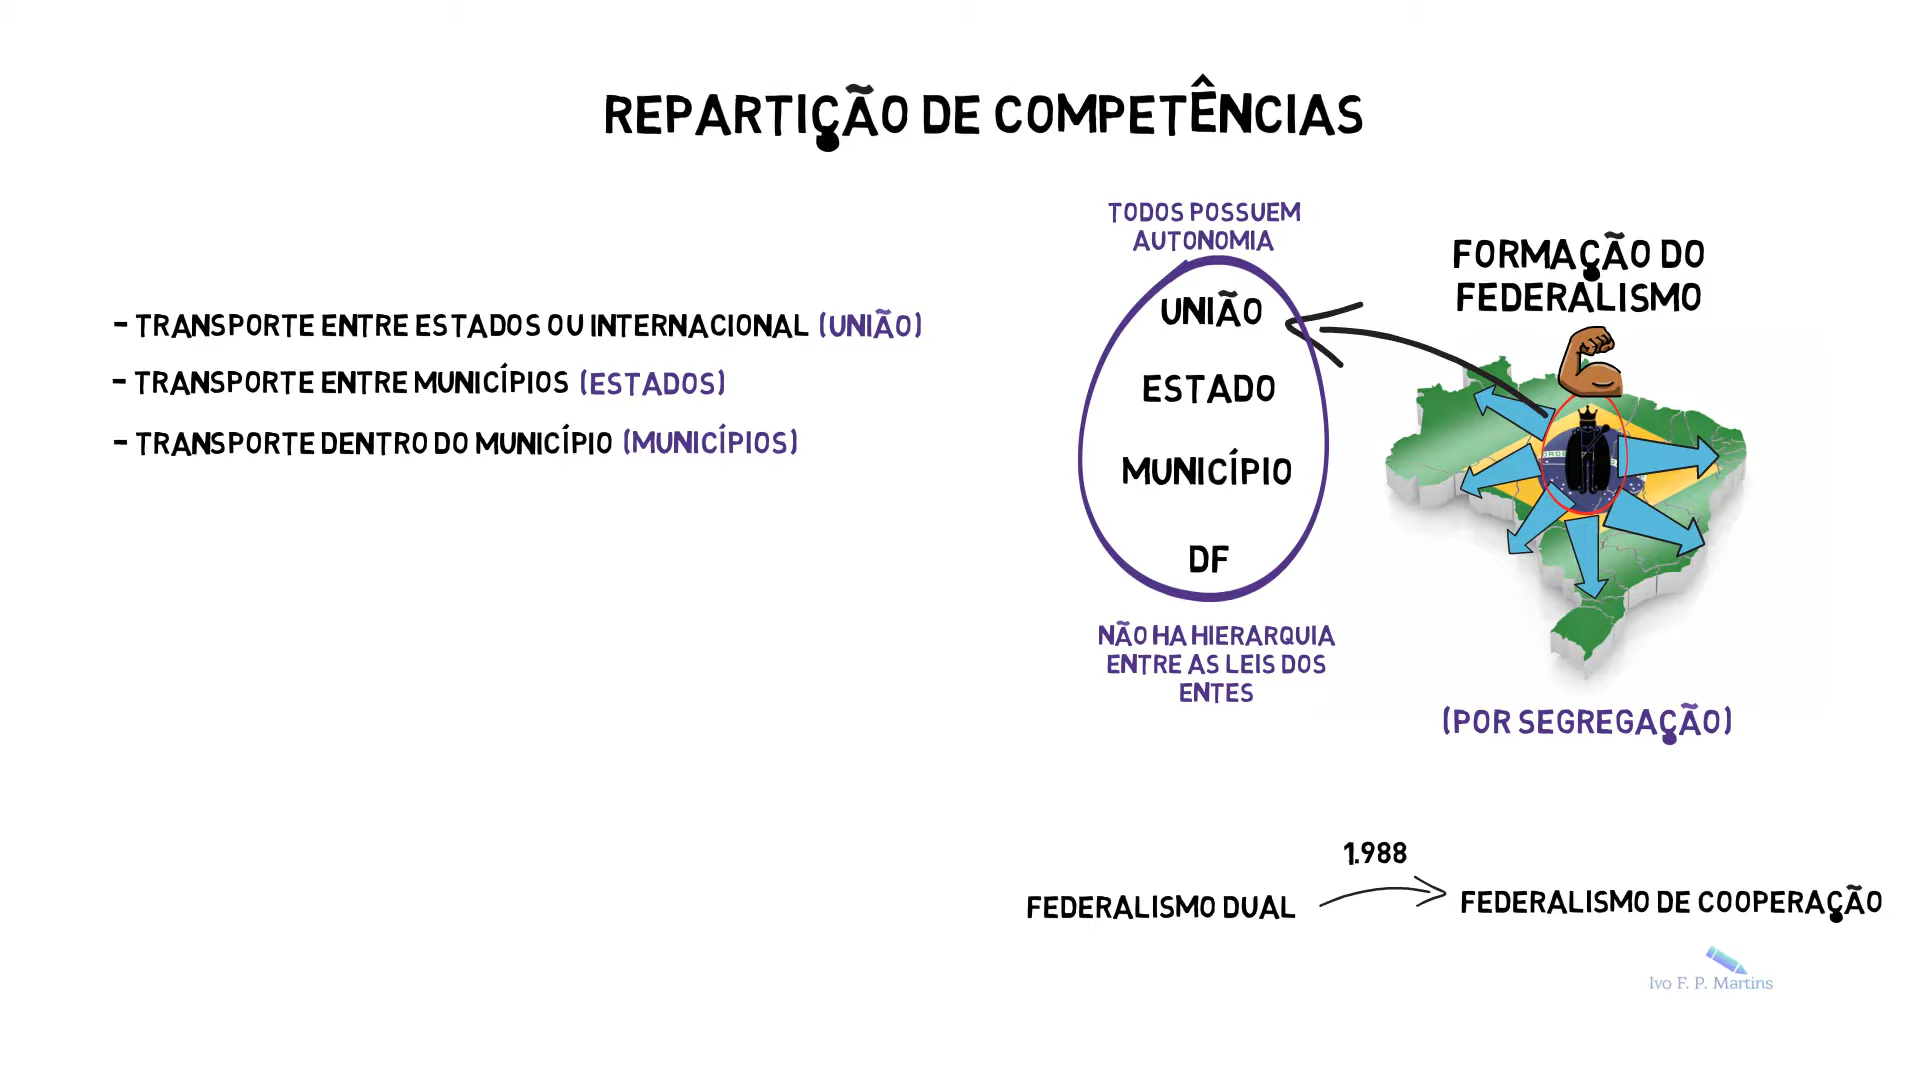 REPARTIÇÃO DE COMPETÊNCIAS
- TRANSPORTE ENTRE ESTADOS OU INTERNACIONAL (UNIÃO)
- TRANSPORTE ENTRE MUNICÍPIOS (ESTADOS)
- TRANSPORTE DENTRO DO MUNICÍPIO (MUNICÍPIOS)
TODOS POSSUEM
AUTONOMIA
UNIÃO
ESTADO
MUNICÍPIO
DF
NÃO HA HIERARQUIA
ENTRE AS LEIS DOS
ENTES
FORMAÇÃO DO
FEDERALISMO
(POR SEGREGAÇÃO)
1.988
FEDERALISMO DUAL
FEDERALISMO DE COOPERAÇÃO
Ivo F. P. Martins